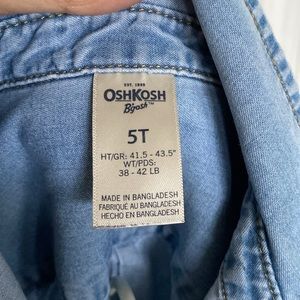 EST. 1895
OSHKOSH
B'gosh™
5T
HT/GR: 41.5 - 43.5"
WT/PDS:
38 - 42 LB
MADE IN BANGLADESH
FABRIQUÉ AU BANGLADESH
HECHO EN BANGLADESH